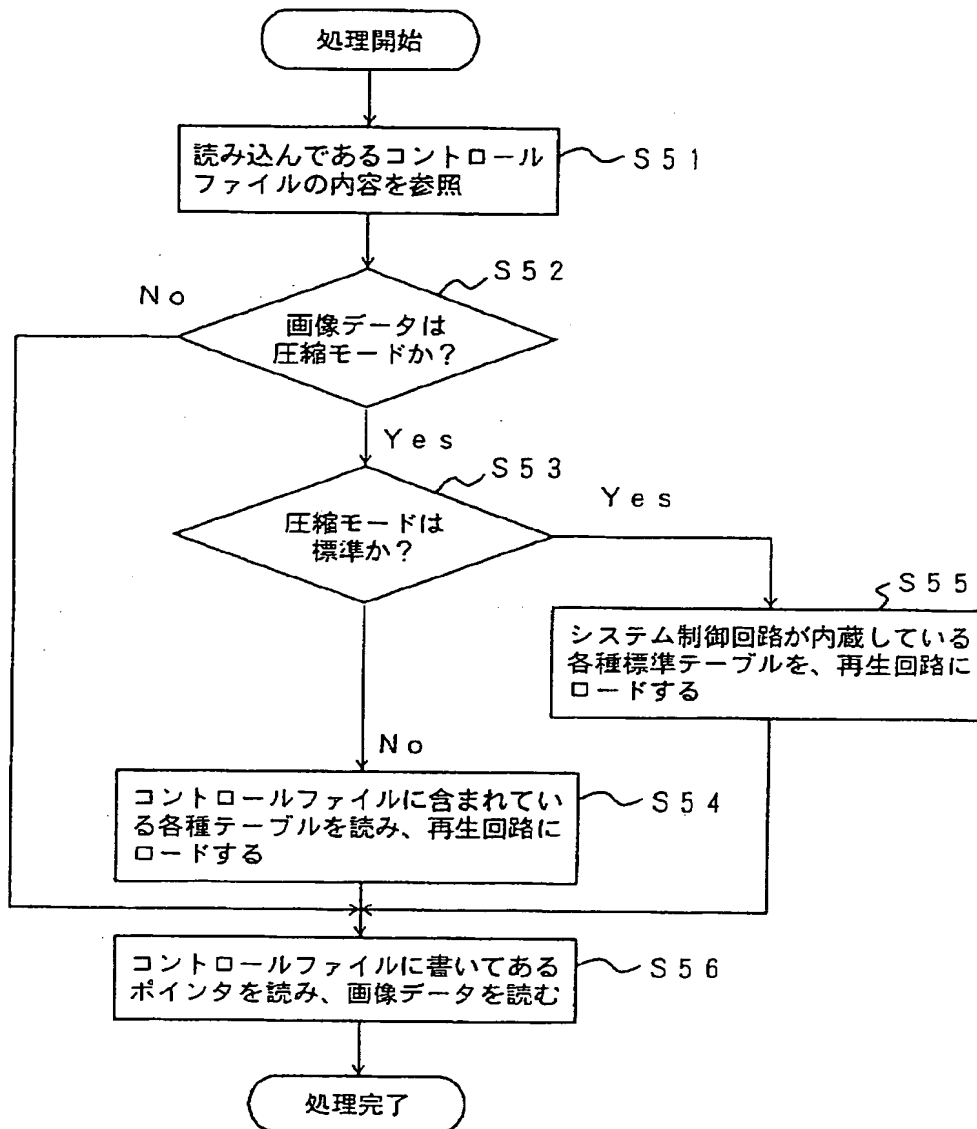 処理開始
読み込んであるコントロール
ファイルの内容を参照
S51
S52
No
画像データは
圧縮モードか？
Yes
S53
Yes
圧縮モードは
標準か？
S55
システム制御回路が内蔵している
各種標準テーブルを、再生回路に
ロードする
No
コントロールファイルに含まれてい
る各種テーブルを読み、再生回路に
ロードする
S54
コントロールファイルに書いてある
ポインタを読み、画像データを読む
S56
処理完了